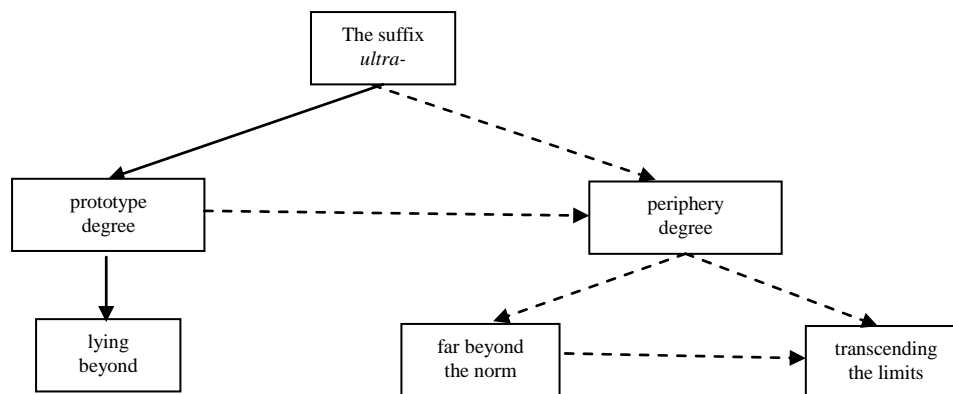 The suffix
ultra-
prototype
degree
periphery
degree
lying
beyond
far beyond
the norm
transcending
the limits